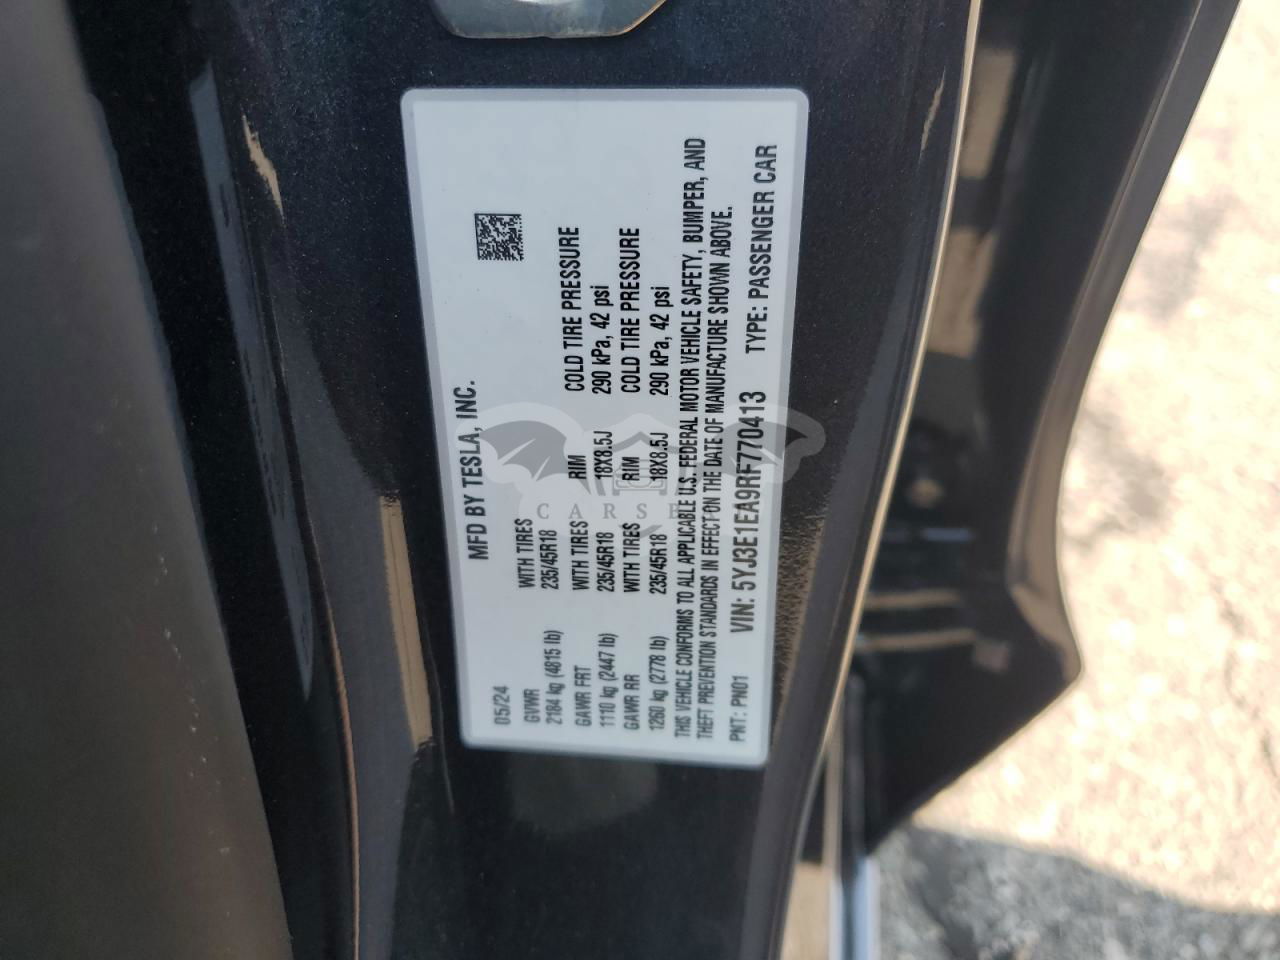 MFD BY TESLA, INC.
05/24
GVWR
2184 kg (4815 lb)
WITH TIRES
235/45R18
GAWR FRT
1110 kg (2447 lb)
WITH TIRES
235/45R18
RIM
18X8.5J
COLD TIRE PRESSURE
290 kPa, 42 psi
GAWR RR
1260 kg (2778 lb)
WITH TIRES
235/45R18
RIM
18X8.5J
COLD TIRE PRESSURE
290 kPa, 42 psi
THIS VEHICLE CONFORMS TO ALL APPLICABLE U.S. FEDERAL MOTOR VEHICLE SAFETY, BUMPER, AND
THEFT PREVENTION STANDARDS IN EFFECT ON THE DATE OF MANUFACTURE SHOWN ABOVE.
PNT: PN01
VIN: 5YJ3E1EA9RF770413
TYPE: PASSENGER CAR